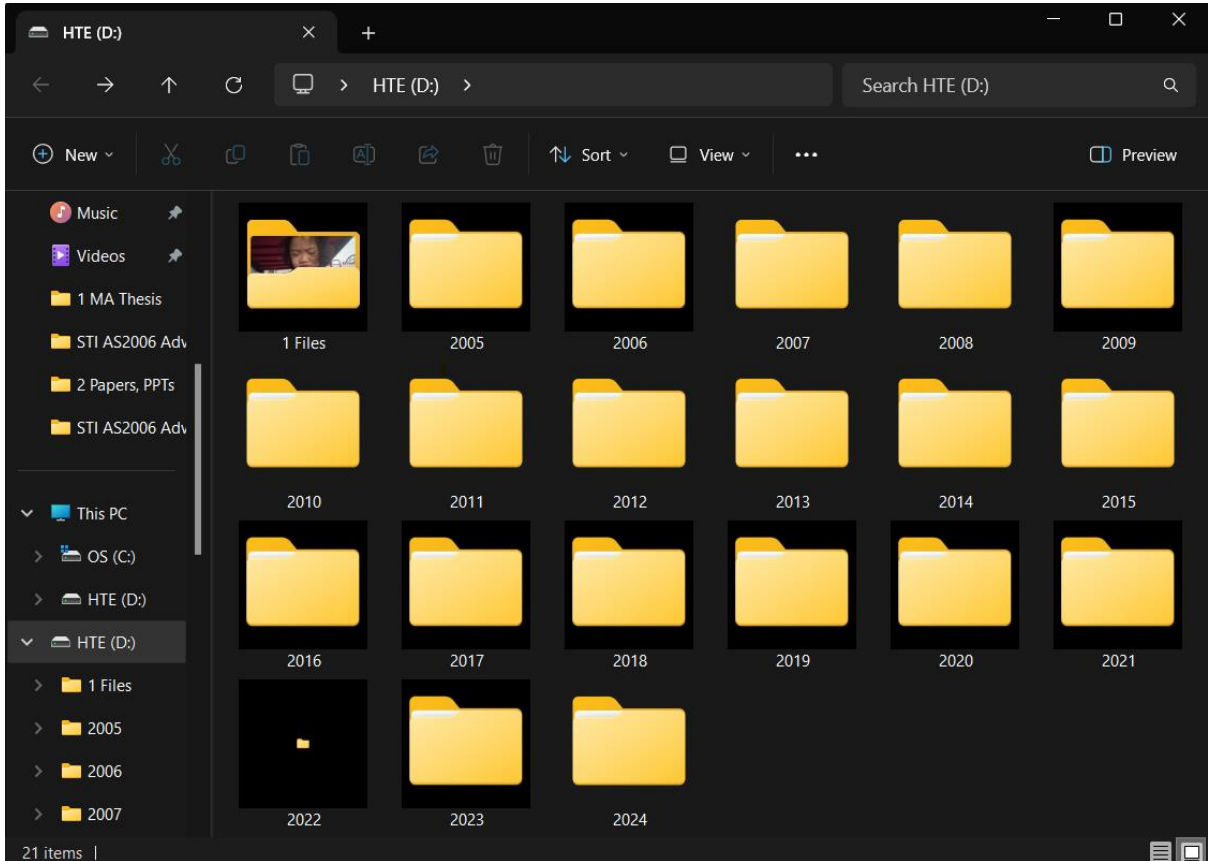 HTE (D:)
HTE (D:)
Search HTE (D:)
New
Sort
View
Preview
Music
Videos
1 MA Thesis
STI AS2006 Adv
2 Papers, PPTs
STI AS2006 Adv
This PC
OS (C:)
HTE (D:)
HTE (D:)
1 Files
2005
2006
2007
1 Files 2005 2006 2007 2008 2009
2010 2011 2012 2013 2014 2015
2016 2017 2018 2019 2020 2021
2022 2023 2024
21 items